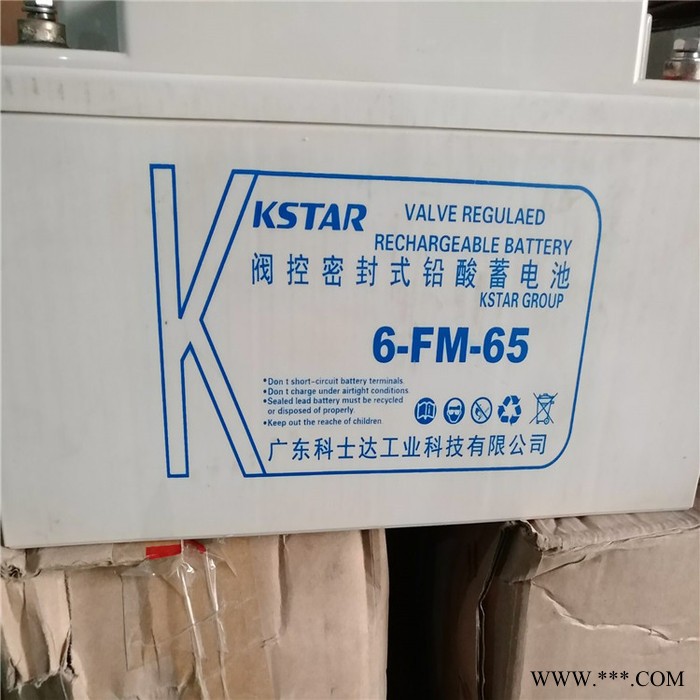 KSTAR VALVE REGULAED
RECHARGEABLE BATTERY
阀控密封式铅酸蓄电池
KSTAR GROUP
6-FM-65
•Don t short-circuit battery terminals.
•Don t charge under airtight conditions.
•Sealed lead battery must be recycled
or disposed of properly.
•Keep out the reache of children.
广东科士达工业科技有限公司
WWW.***.COM